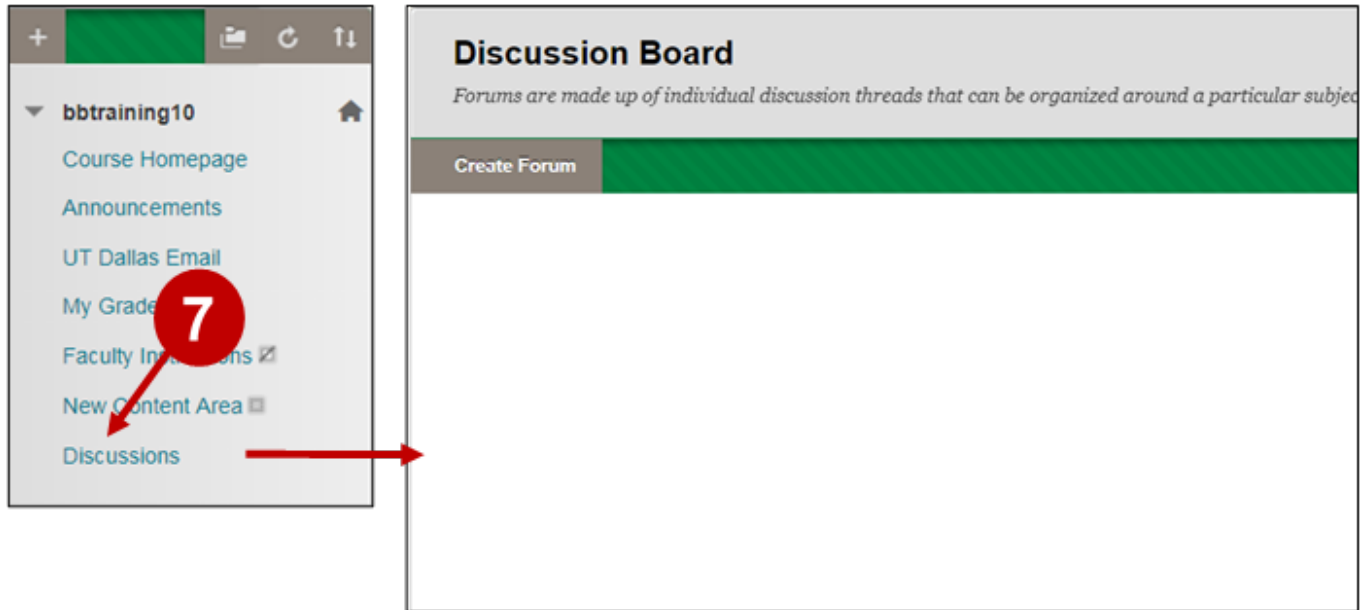 bbtraining10
Course Homepage
Announcements
UT Dallas Email
My Grade
7
Faculty
New Content Area
Discussions
Discussion Board
Forums are made up of individual discussion threads that can be organized around a particular subjec
Create Forum